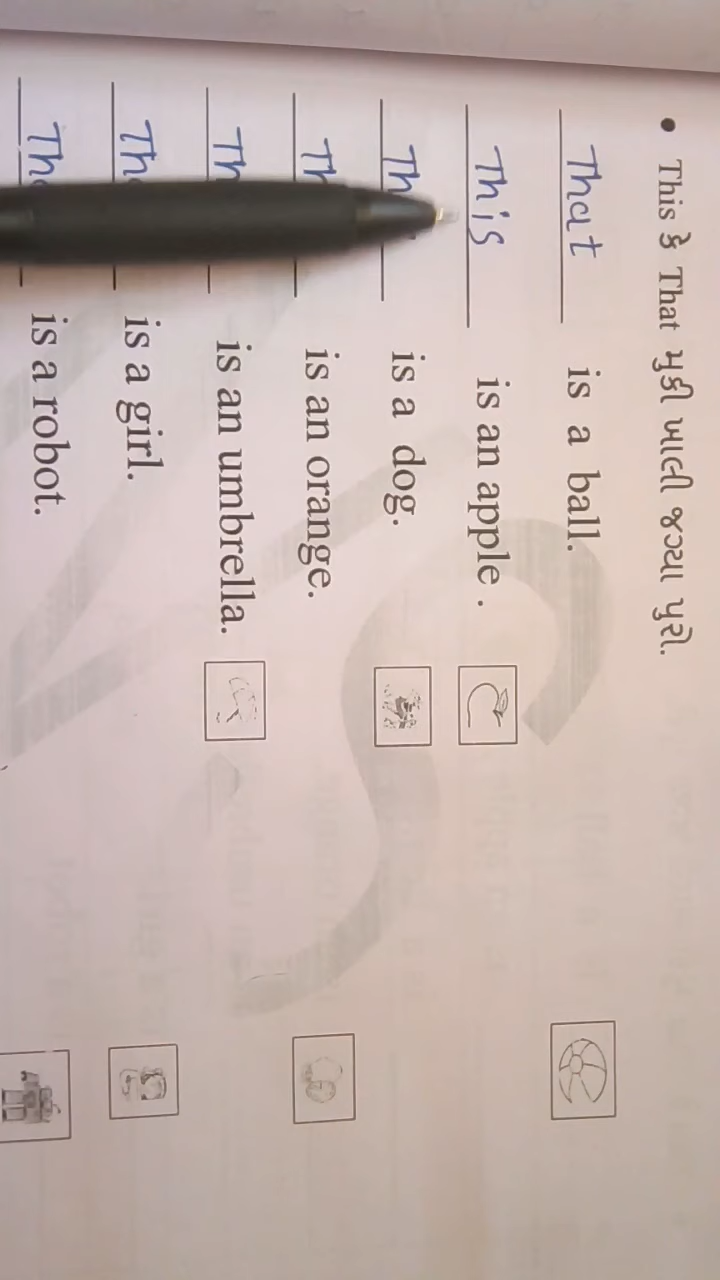 • This કે That મુકી ખાલી જગ્યા પુરો.
That is a ball.
This is an apple .
is a dog.
is an orange.
is an umbrella.
is a girl.
is a robot.